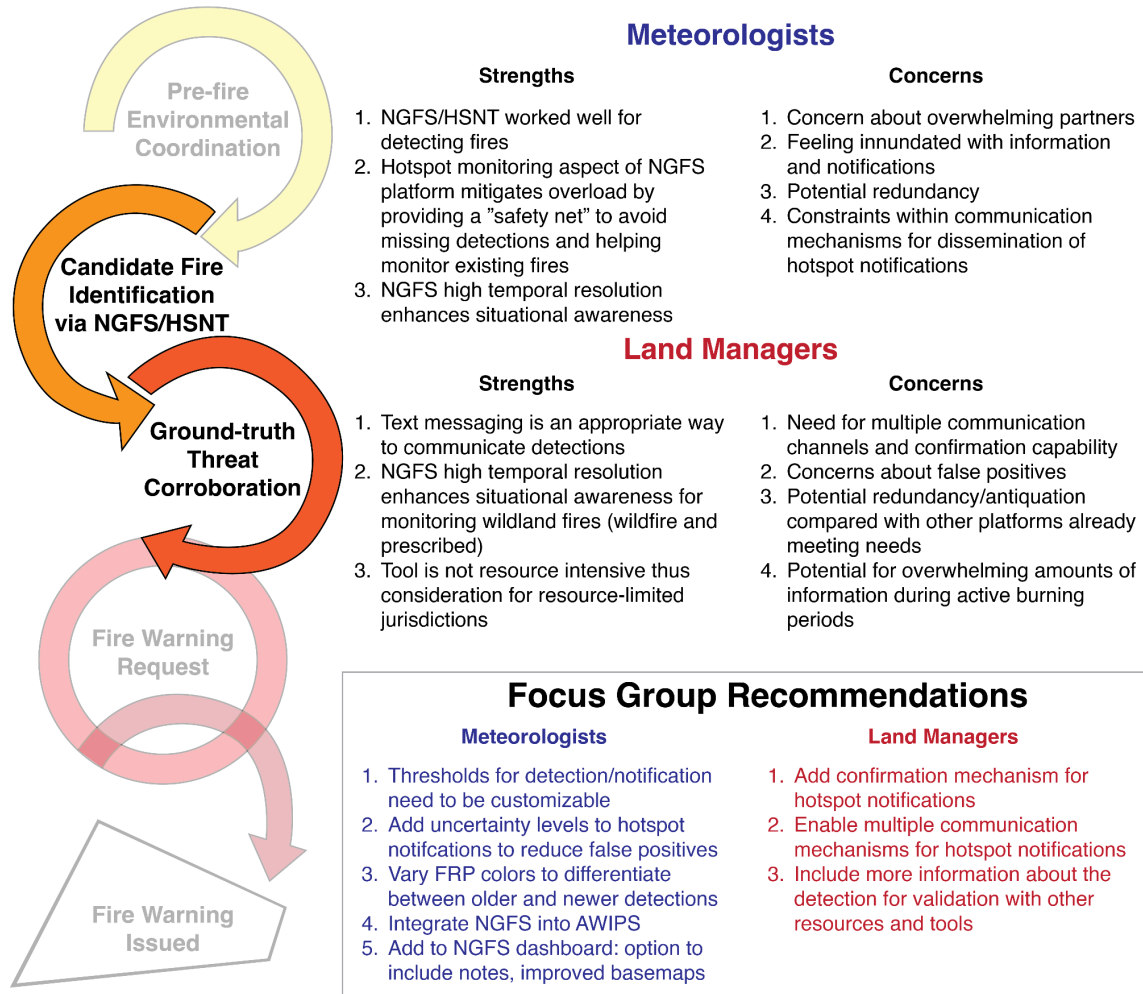 Pre-fire
Environmental
Coordination
Candidate Fire
Identification
via NGFS/HSNT
Ground-truth
Threat
Corroboration
Fire Warning
Request
Fire Warning
Issued
Meteorologists
Strengths
1. NGFS/HSNT worked well for
detecting fires
2. Hotspot monitoring aspect of NGFS
platform mitigates overload by
providing a ”safety net” to avoid
missing detections and helping
monitor existing fires
3. NGFS high temporal resolution
enhances situational awareness
Concerns
1. Concern about overwhelming partners
2. Feeling innundated with information
and notifications
3. Potential redundancy
4. Constraints within communication
mechanisms for dissemination of
hotspot notifications
Land Managers
Strengths
1. Text messaging is an appropriate way
to communicate detections
2. NGFS high temporal resolution
enhances situational awareness for
monitoring wildland fires (wildfire and
prescribed)
3. Tool is not resource intensive thus
consideration for resource-limited
jurisdictions
Concerns
1. Need for multiple communication
channels and confirmation capability
2. Concerns about false positives
3. Potential redundancy/antiquation
compared with other platforms already
meeting needs
4. Potential for overwhelming amounts of
information during active burning
periods
Focus Group Recommendations
Meteorologists
1. Thresholds for detection/notification
need to be customizable
2. Add uncertainty levels to hotspot
notifcations to reduce false positives
3. Vary FRP colors to differentiate
between older and newer detections
4. Integrate NGFS into AWIPS
5. Add to NGFS dashboard: option to
include notes, improved basemaps
Land Managers
1. Add confirmation mechanism for
hotspot notifications
2. Enable multiple communication
mechanisms for hotspot notifications
3. Include more information about the
detection for validation with other
resources and tools